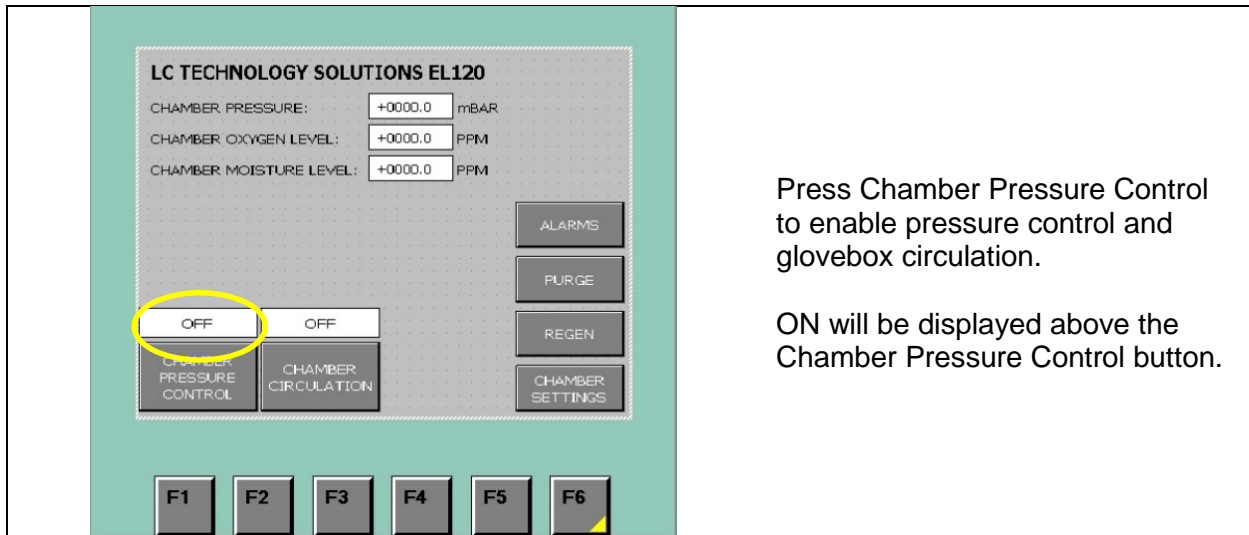 LC TECHNOLOGY SOLUTIONS EL120
CHAMBER PRESSURE: +0000.0 mBAR
CHAMBER OXYGEN LEVEL: +0000.0 PPM
CHAMBER MOISTURE LEVEL: +0000.0 PPM
ALARMS
PURGE
REGEN
CHAMBER
SETTINGS
OFF
CHAMBER
PRESSURE
CONTROL
OFF
CHAMBER
CIRCULATION
F1 F2 F3 F4 F5 F6
Press Chamber Pressure Control
to enable pressure control and
glovebox circulation.
ON will be displayed above the
Chamber Pressure Control button.